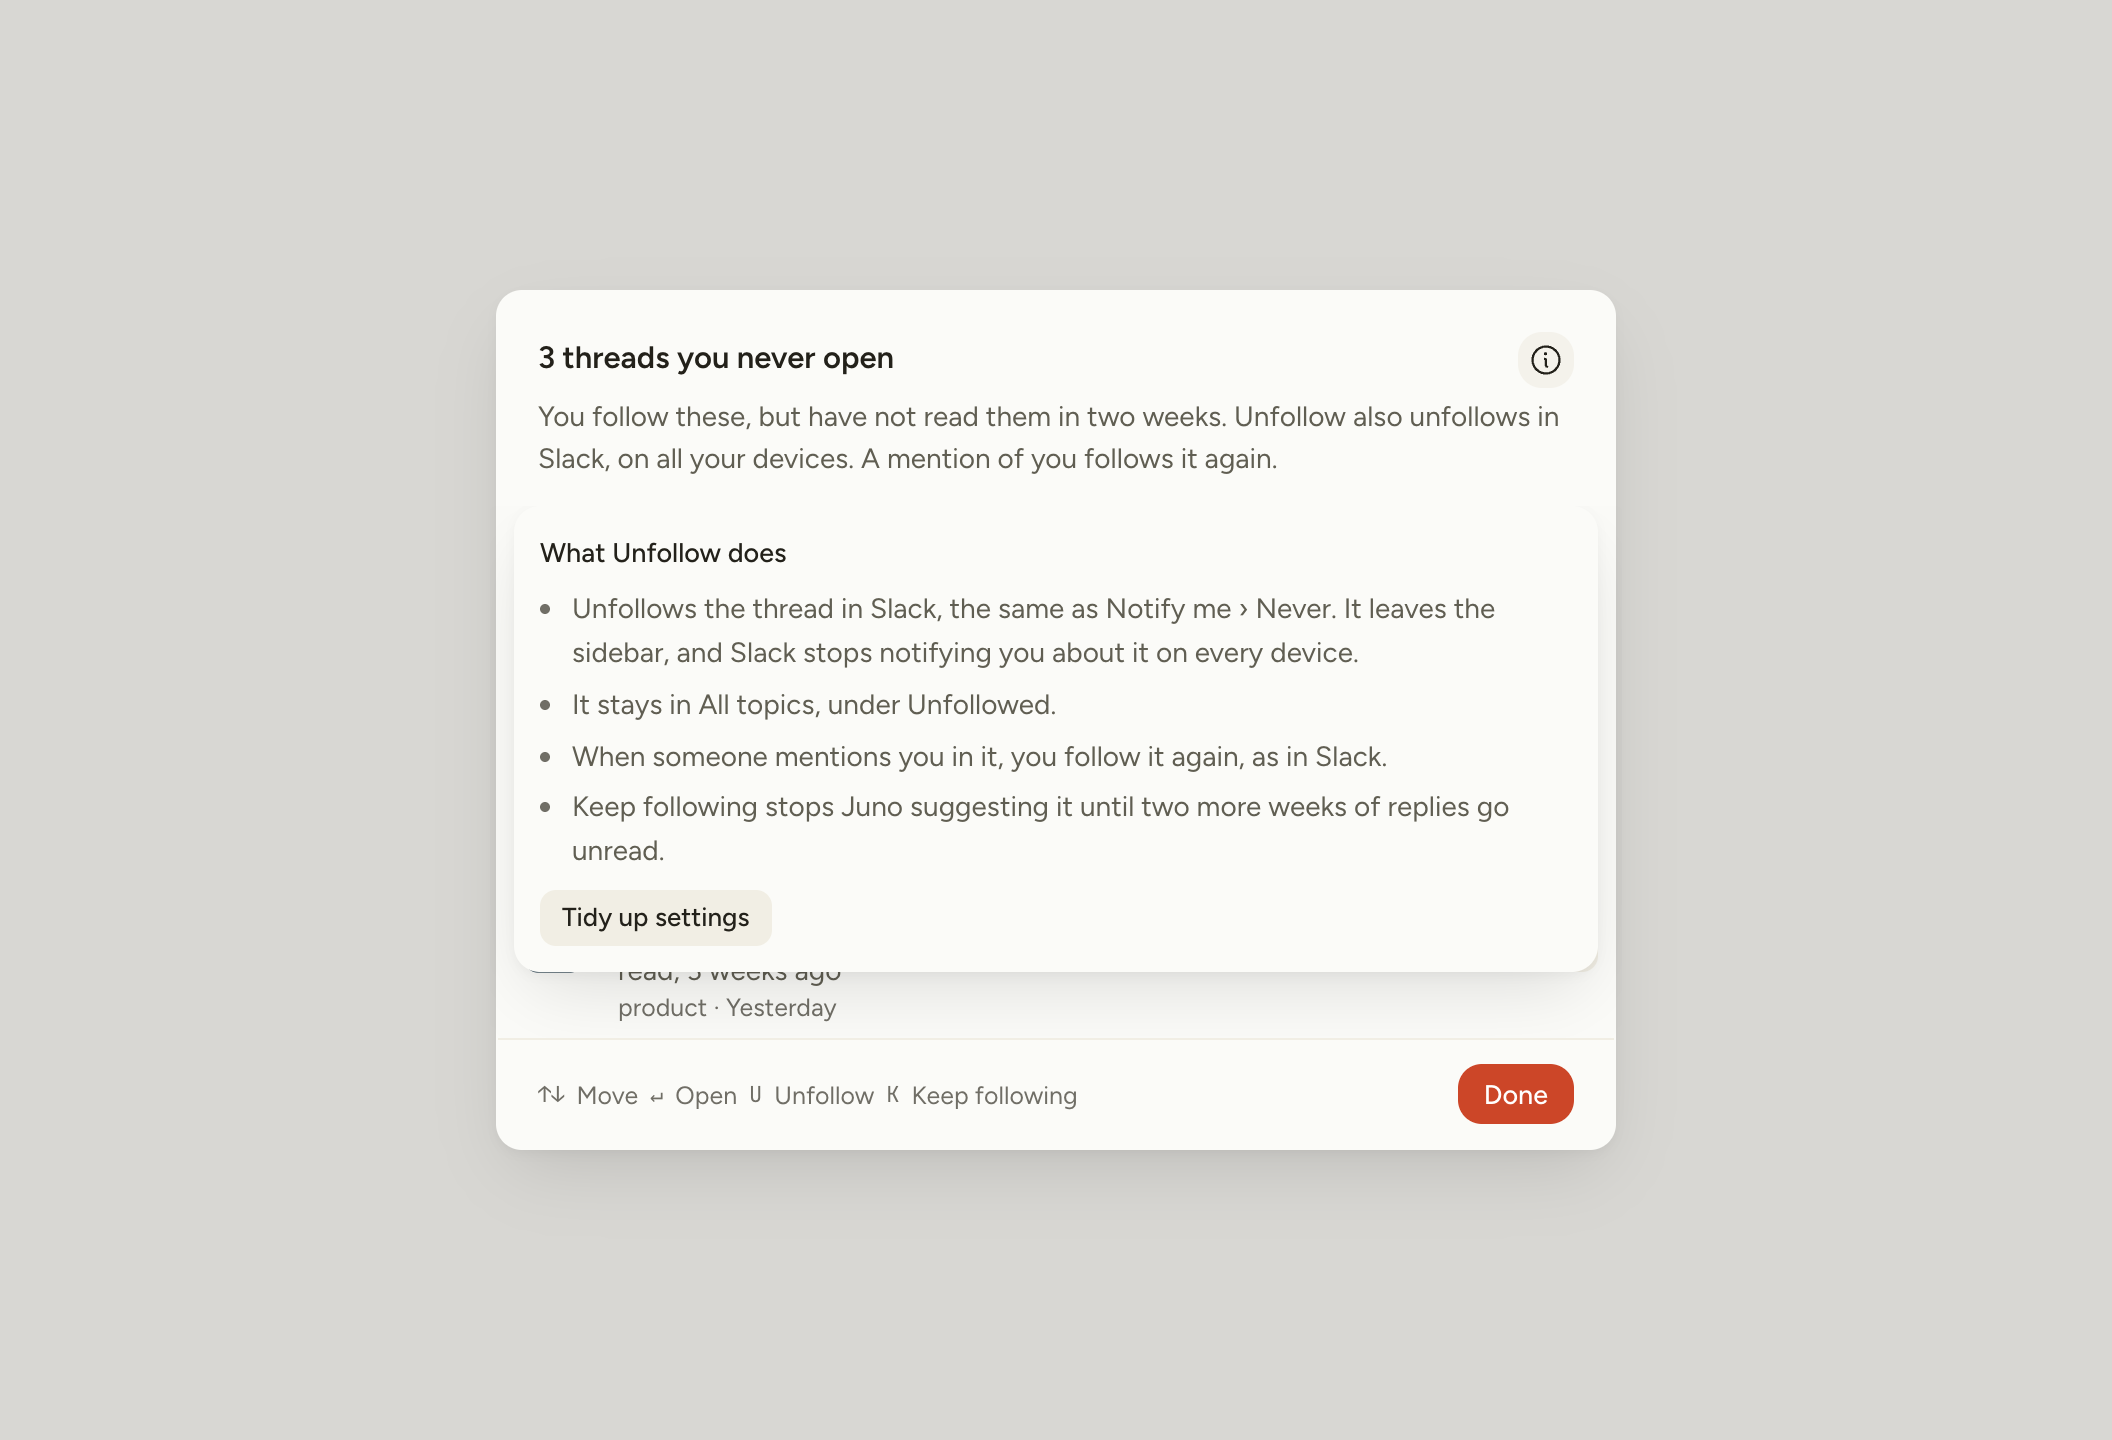 3 threads you never open
You follow these, but have not read them in two weeks. Unfollow also unfollows in
Slack, on all your devices. A mention of you follows it again.
What Unfollow does
• Unfollows the thread in Slack, the same as Notify me › Never. It leaves the
sidebar, and Slack stops notifying you about it on every device.
• It stays in All topics, under Unfollowed.
• When someone mentions you in it, you follow it again, as in Slack.
• Keep following stops Juno suggesting it until two more weeks of replies go
unread.
Tidy up settings
read, 3 weeks ago
product · Yesterday
↑↓ Move ↵ Open U Unfollow K Keep following
Done